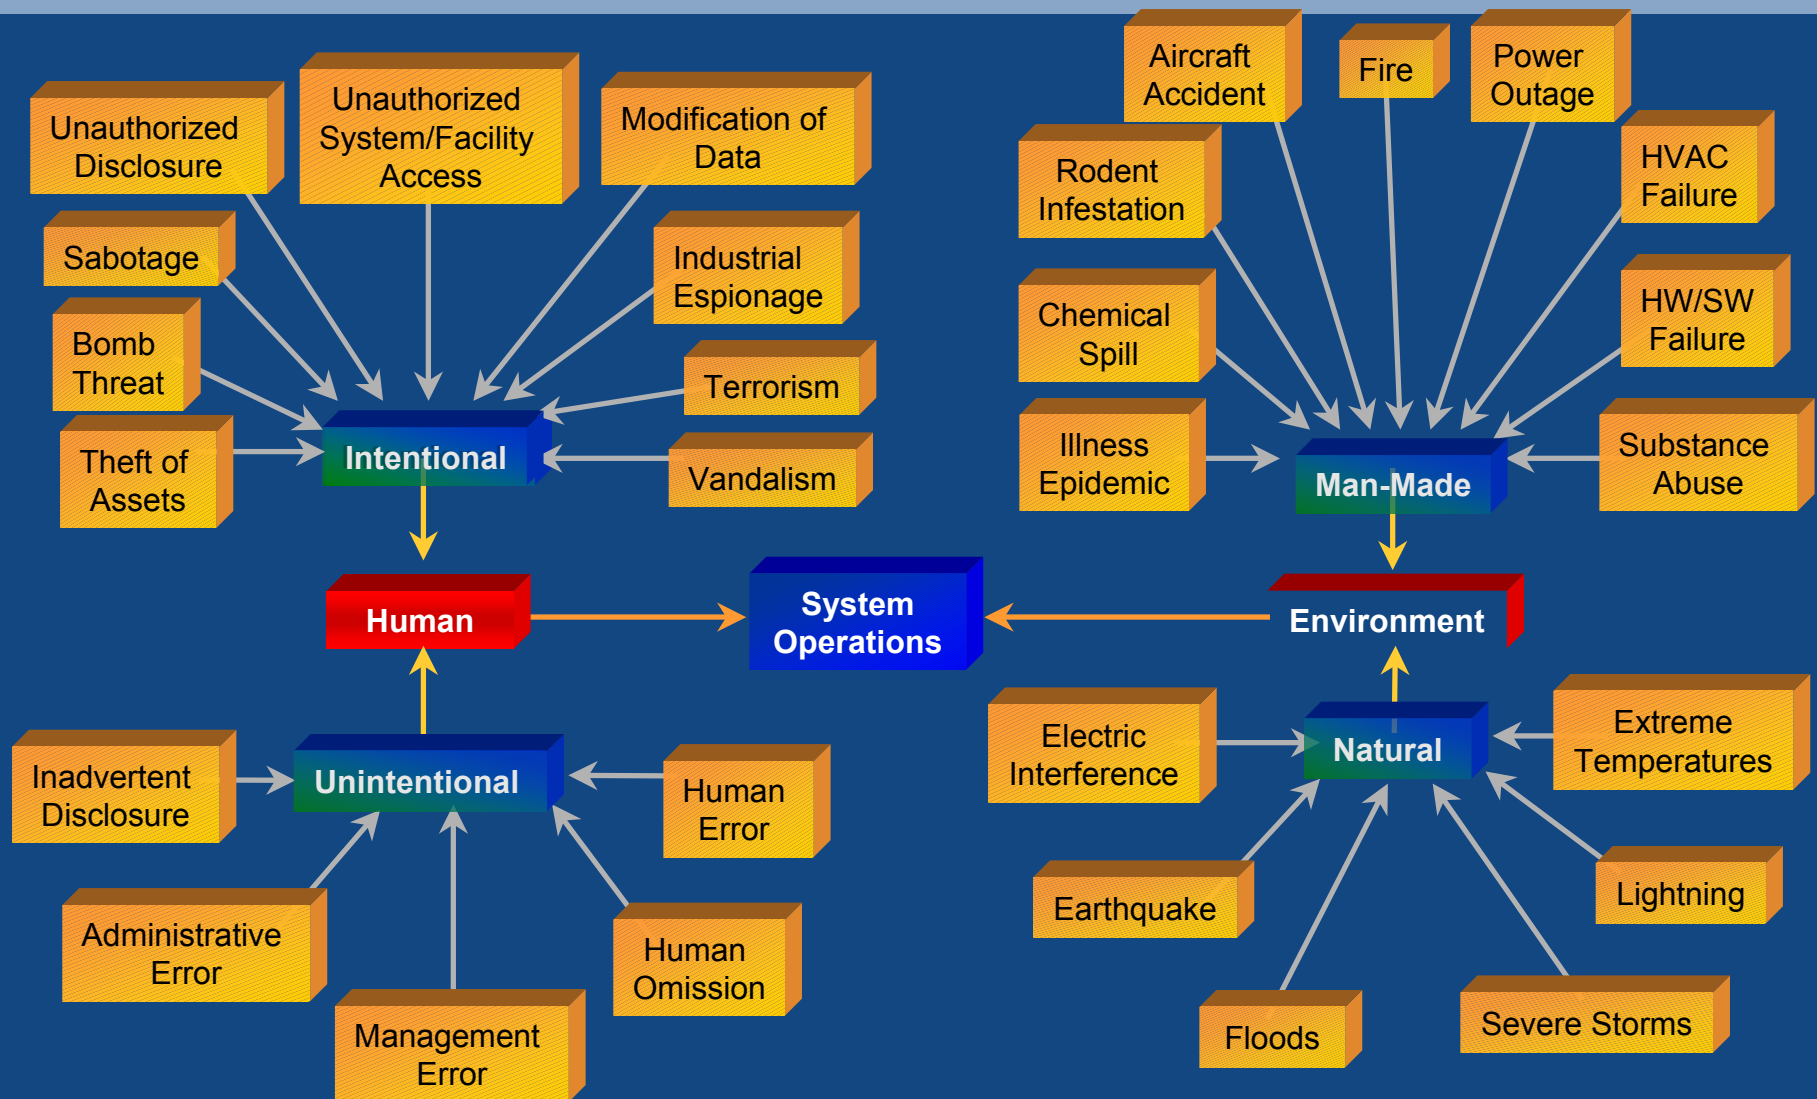 Unauthorized
Disclosure
Unauthorized
System/Facility
Access
Modification of
Data
Sabotage
Industrial
Espionage
Bomb
Threat
Terrorism
Theft of
Assets
Vandalism
Intentional
Aircraft
Accident
Fire
Power
Outage
Rodent
Infestation
HVAC
Failure
Chemical
Spill
HW/SW
Failure
Illness
Epidemic
Substance
Abuse
Man-Made
Human
System
Operations
Environment
Inadvertent
Disclosure
Unintentional
Human
Error
Administrative
Error
Human
Omission
Management
Error
Electric
Interference
Natural
Extreme
Temperatures
Earthquake
Lightning
Floods
Severe Storms